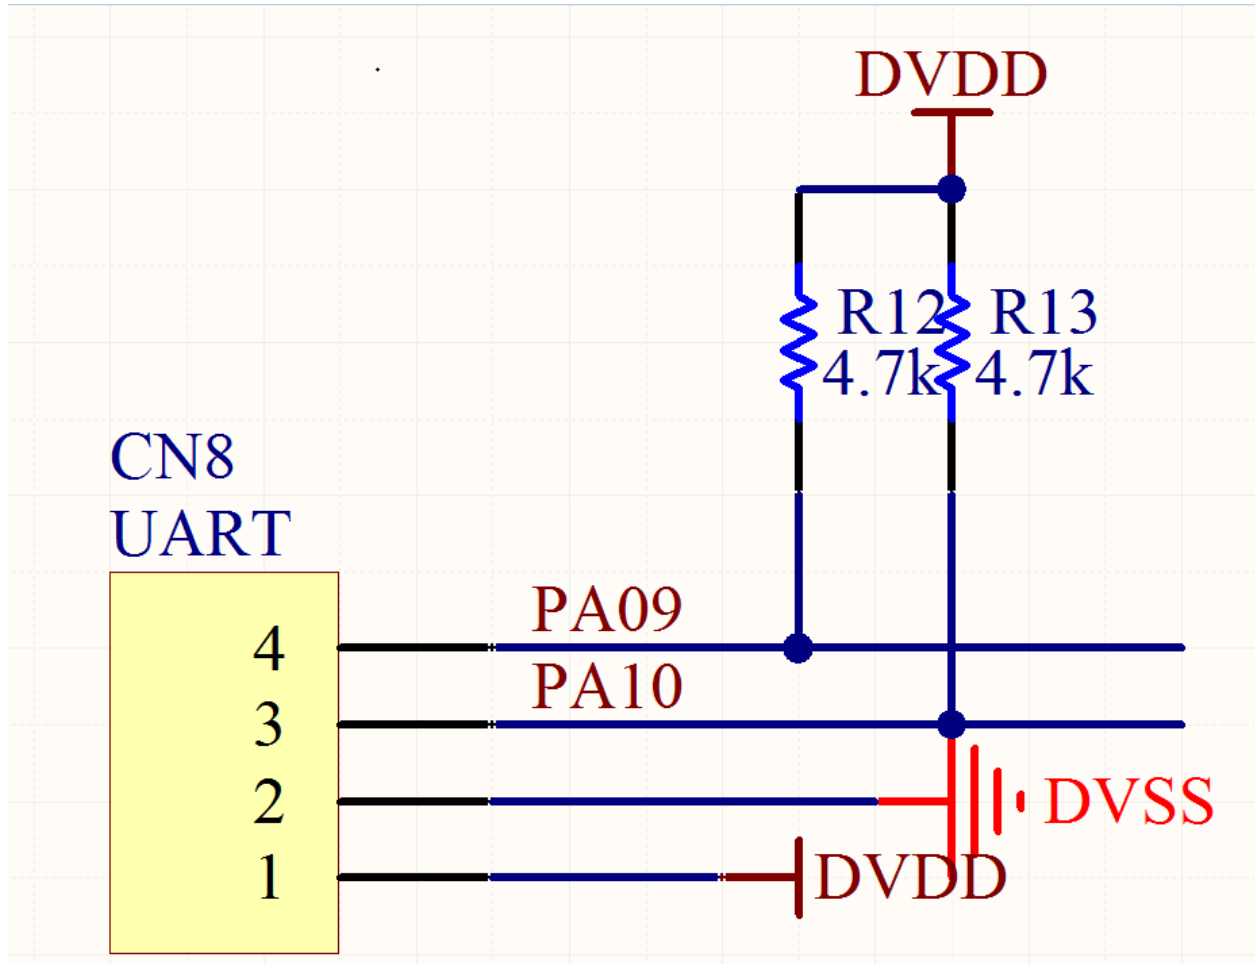 DVDD
R12 R13
4.7k 4.7k
CN8
UART
PA09
4
PA10
3
2 DVSS
1 DVDD